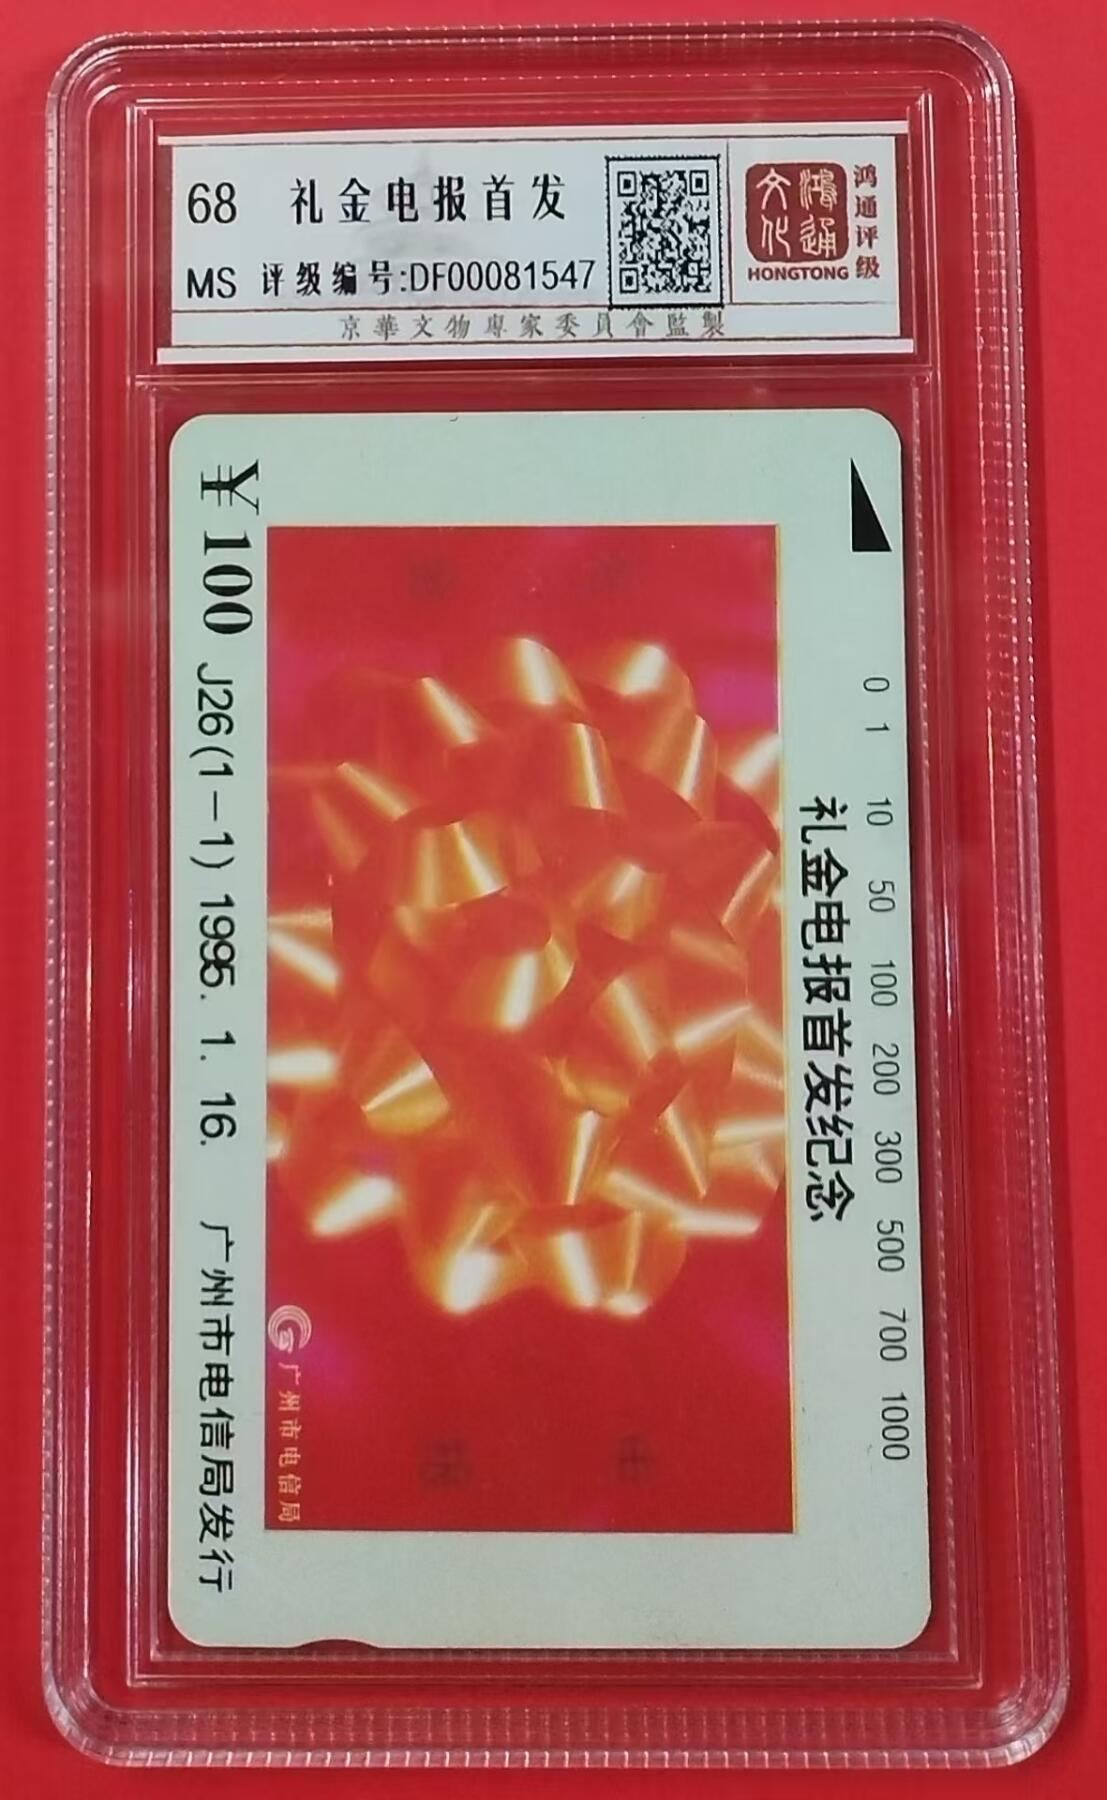 68 礼金电报首发
MS 评级编号:DF00081547
文化
鸿通
HONGTONG
鸿通评级
京華文物專家委員會監製
0 1 10 50 100 200 300 500 700 1000
礼金电报首发纪念
广州市电信局
¥100 J26(1-1) 1995. 1. 16. 广州市电信局发行